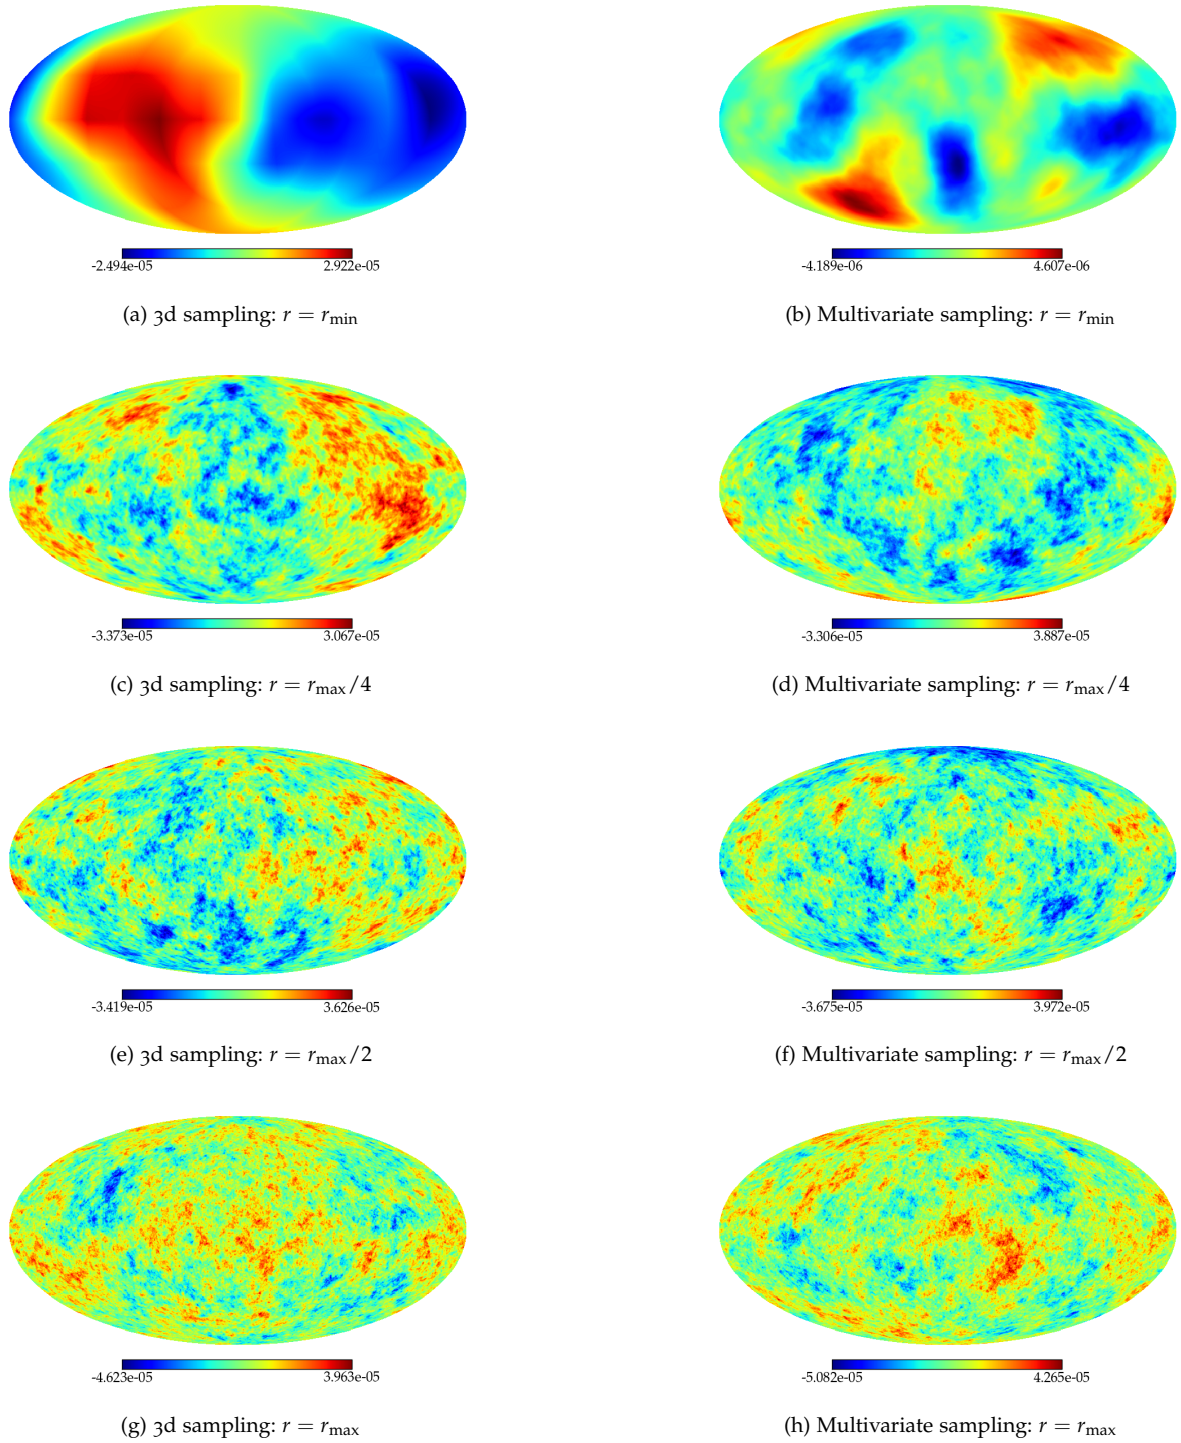 -2.494e-05 2.922e-05 -4.189e-06 4.607e-06
(a) 3d sampling: r = r_min (b) Multivariate sampling: r = r_min
-3.373e-05 3.067e-05 -3.306e-05 3.887e-05
(c) 3d sampling: r = r_max/4 (d) Multivariate sampling: r = r_max/4
-3.419e-05 3.626e-05 -3.675e-05 3.972e-05
(e) 3d sampling: r = r_max/2 (f) Multivariate sampling: r = r_max/2
-4.623e-05 3.963e-05 -5.082e-05 4.265e-05
(g) 3d sampling: r = r_max (h) Multivariate sampling: r = r_max